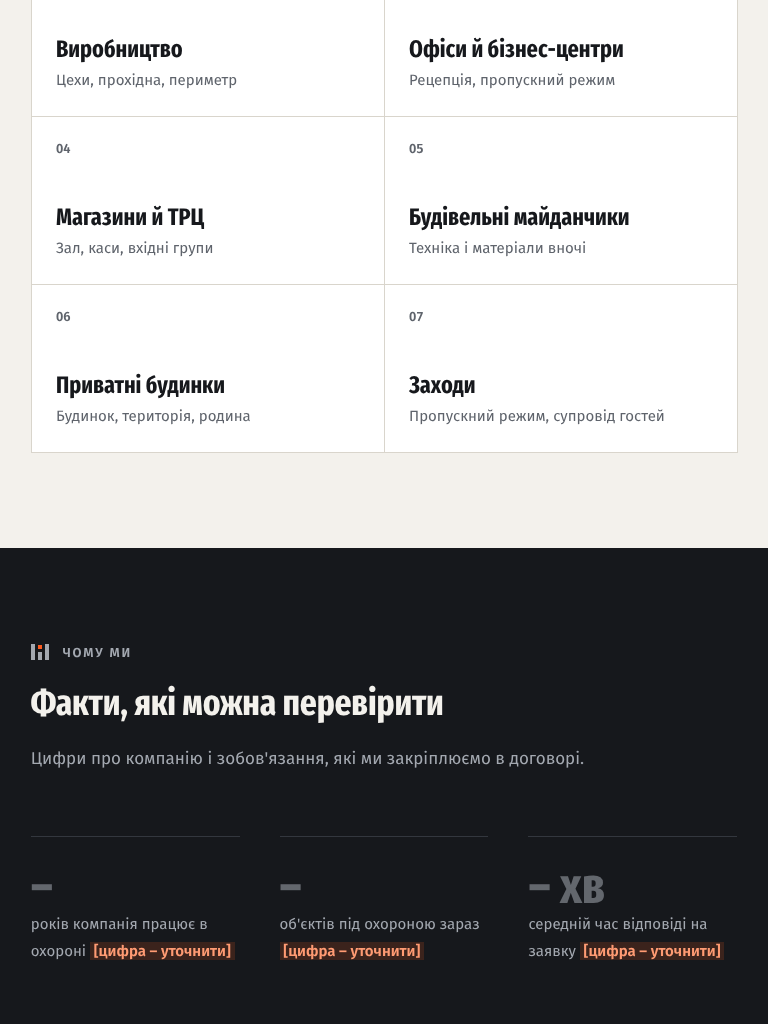 Виробництво
Цехи, прохідна, периметр
Офіси й бізнес-центри
Рецепція, пропускний режим
04
Магазини й ТРЦ
Зал, каси, вхідні групи
05
Будівельні майданчики
Техніка і матеріали вночі
06
Приватні будинки
Будинок, територія, родина
07
Заходи
Пропускний режим, супровід гостей
ЧОМУ МИ
Факти, які можна перевірити
Цифри про компанію і зобов'язання, які ми закріплюємо в договорі.
–
років компанія працює в
охороні [цифра – уточнити]
–
об'єктів під охороною зараз
[цифра – уточнити]
– хв
середній час відповіді на
заявку [цифра – уточнити]